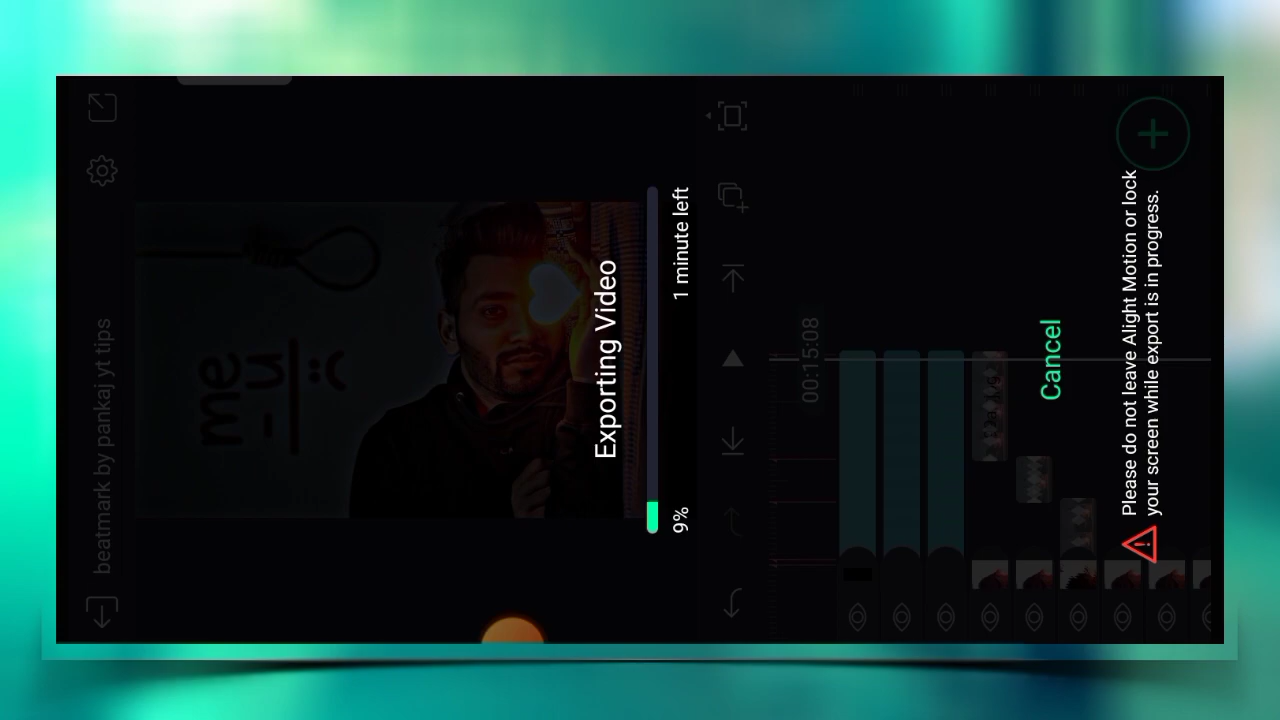 beatmark by pankaj yt tips
me
- u
:(
Exporting Video
9%
1 minute left
00:15:08
Cancel
Please do not leave Alight Motion or lock
your screen while export is in progress.